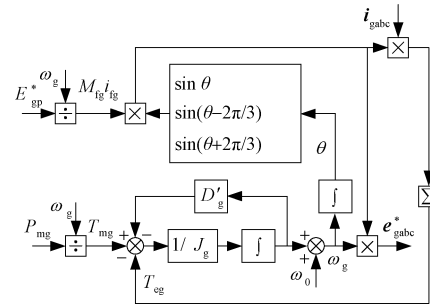 i_gabc
×
ω_g
E*_gp
÷
M_fg i_fg
×
sin θ
sin(θ−2π/3)
sin(θ+2π/3)
θ
∫
Σ
D′_g
ω_g
P_mg
÷
T_mg
+
−
−
1/ J_g
∫
+
+
ω_g
×
e*_gabc
T_eg
ω_0